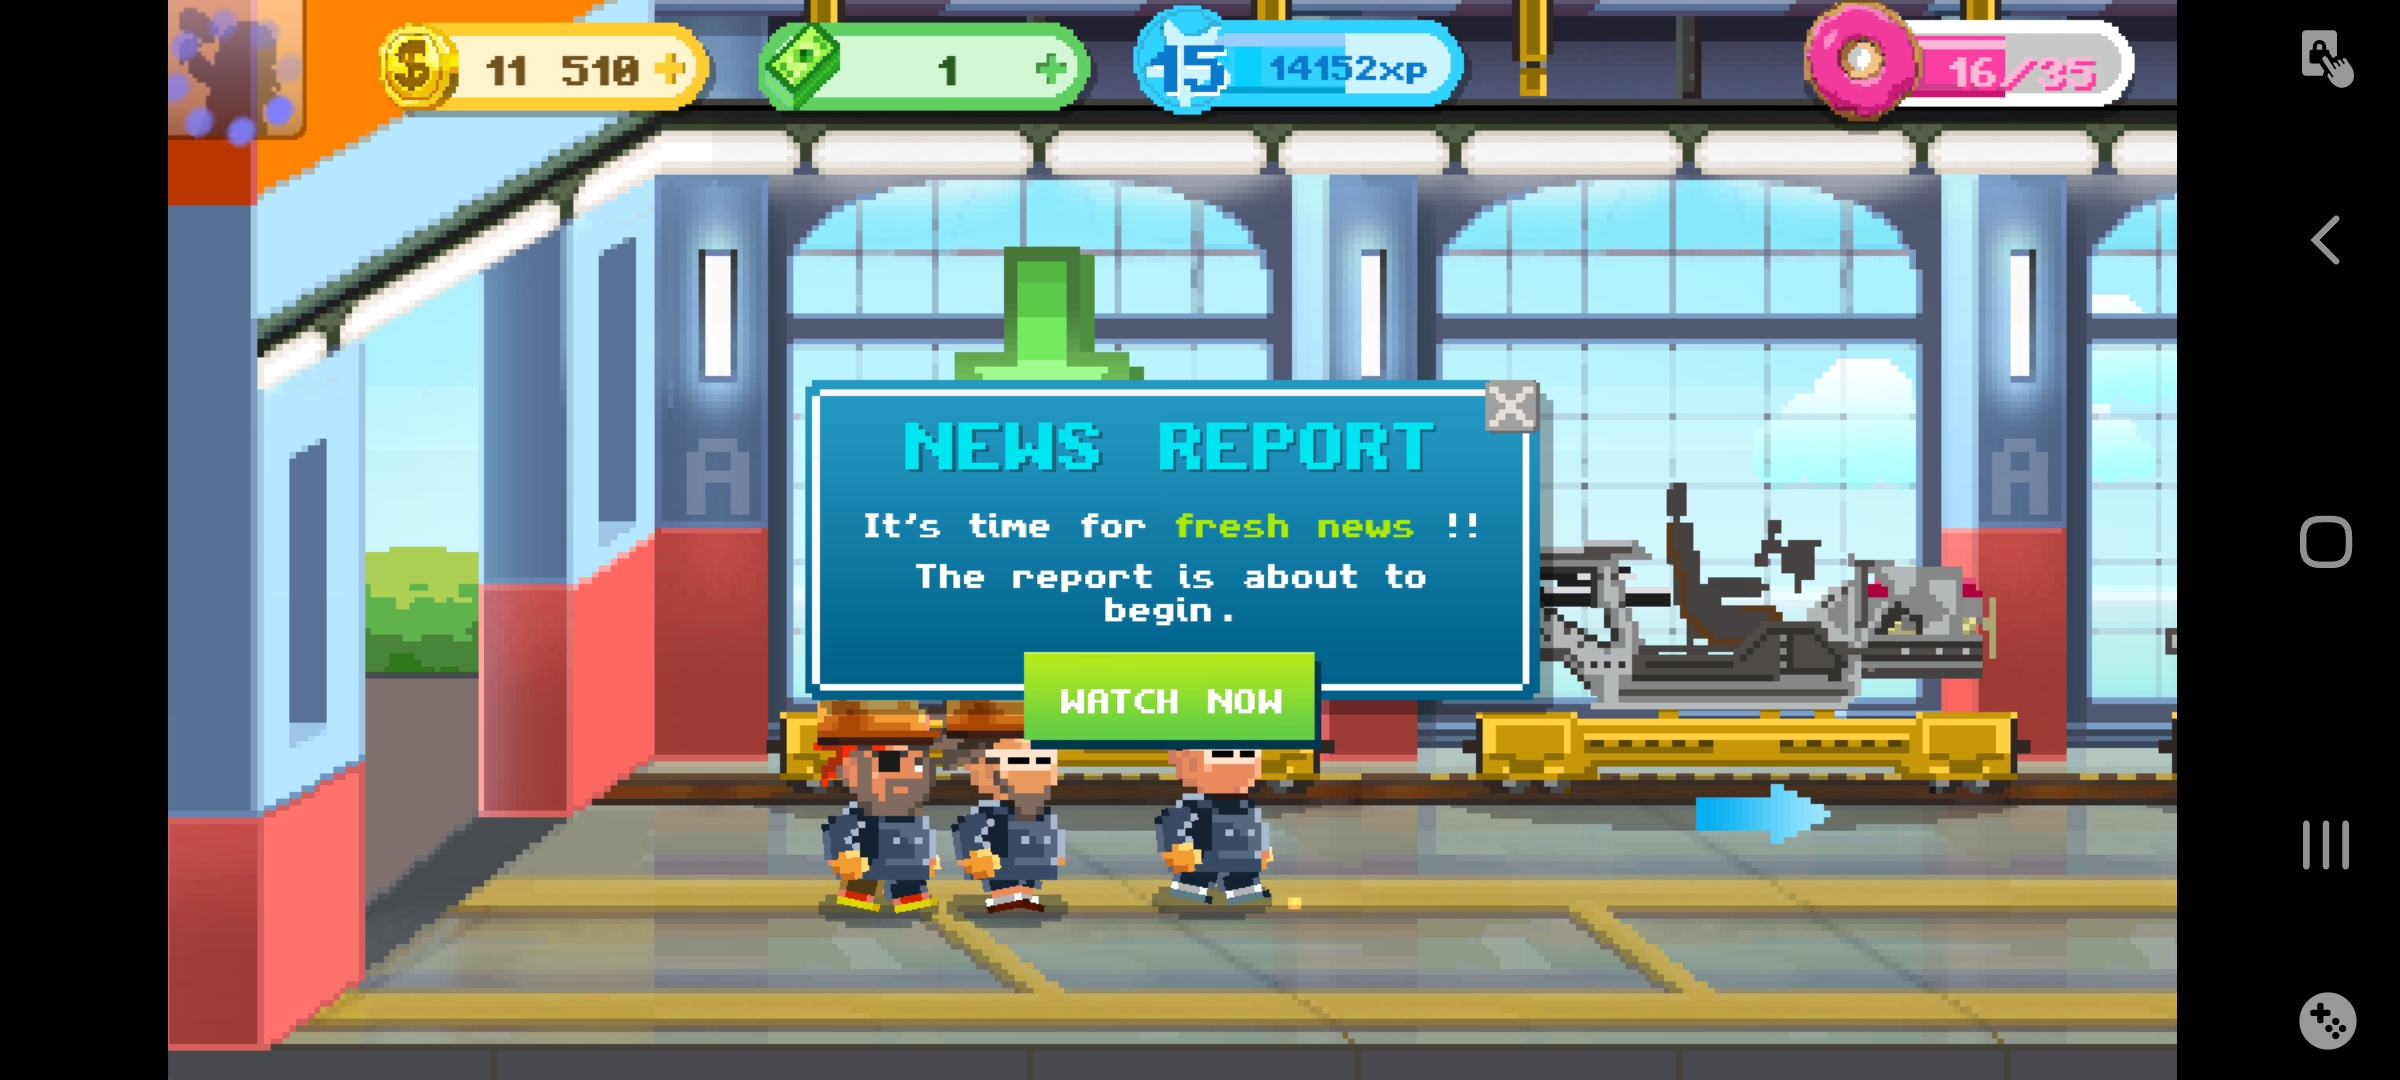 11 510 +
1 +
15 14152xp
16/35
NEWS REPORT
It's time for fresh news !!
The report is about to
begin.
WATCH NOW
A
A